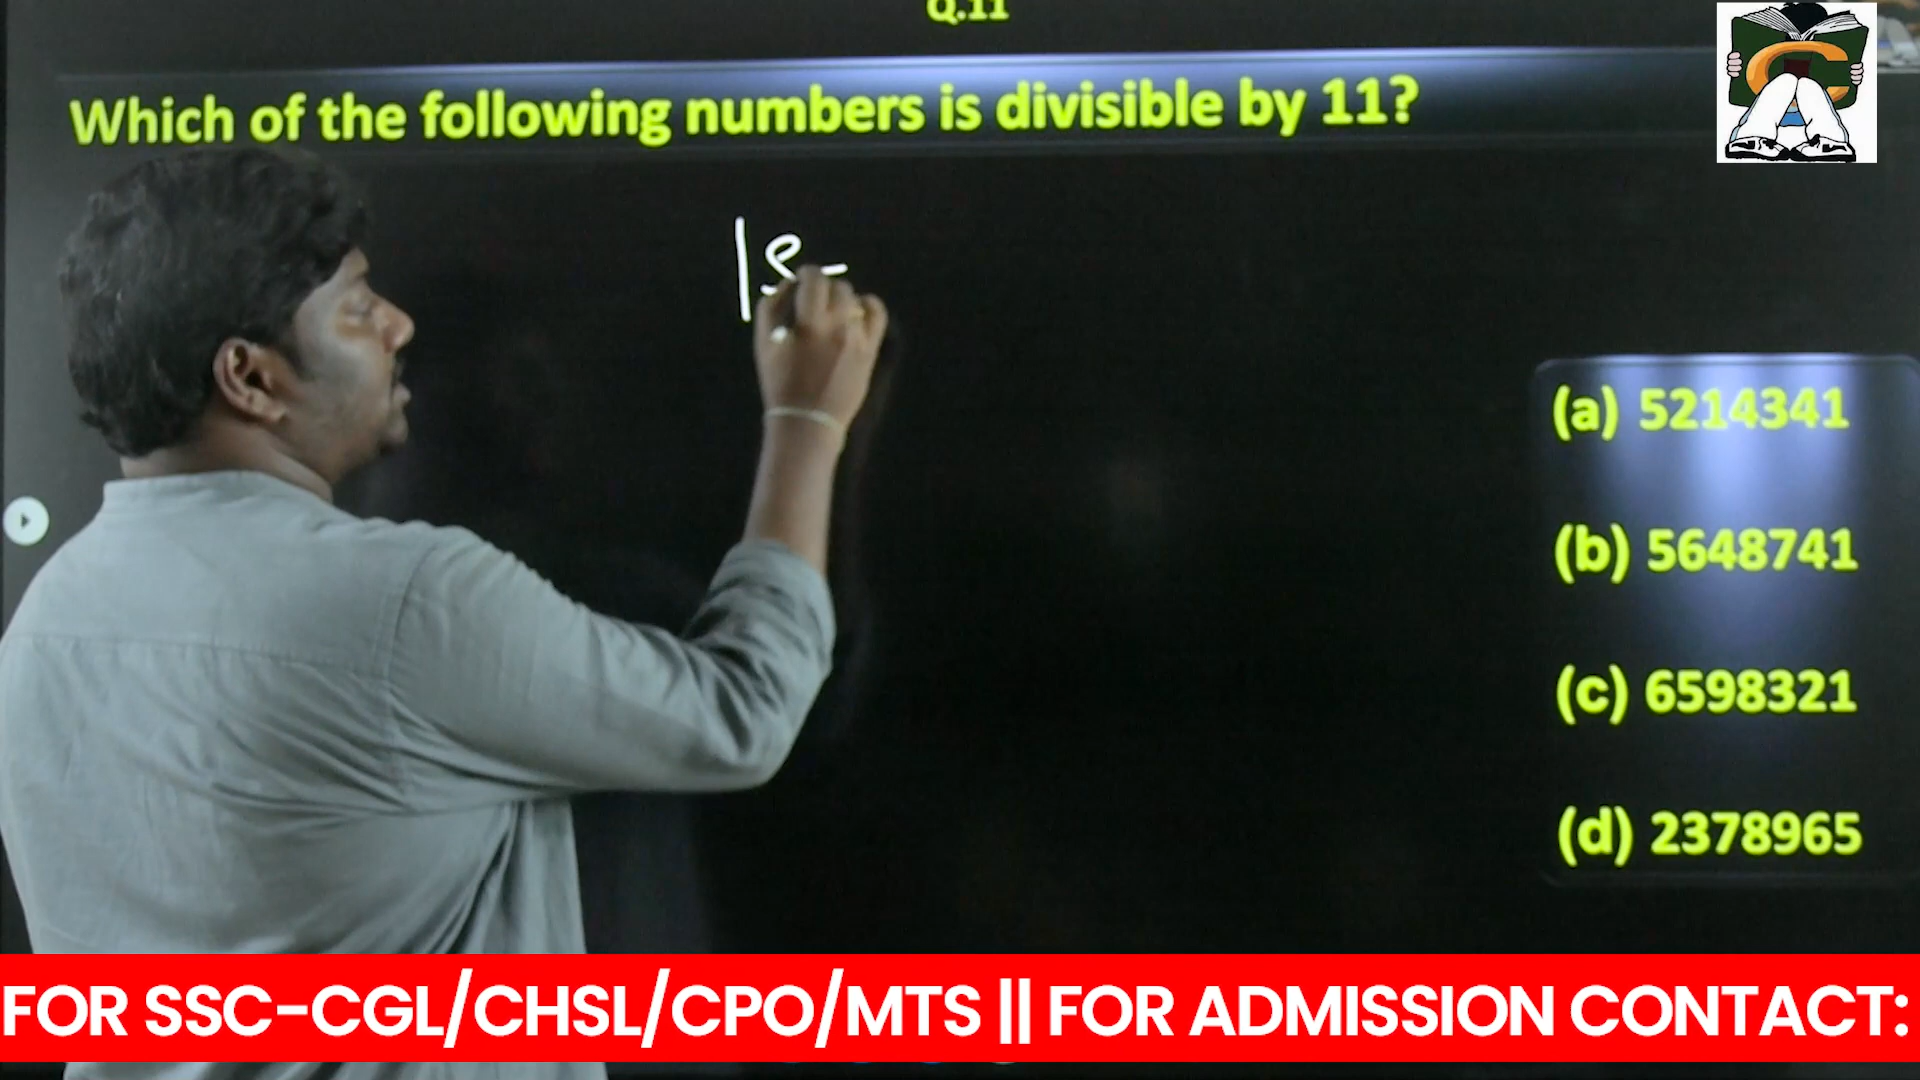 Q.11
Which of the following numbers is divisible by 11?
(a) 5214341
(b) 5648741
(c) 6598321
(d) 2378965
FOR SSC-CGL/CHSL/CPO/MTS || FOR ADMISSION CONTACT: